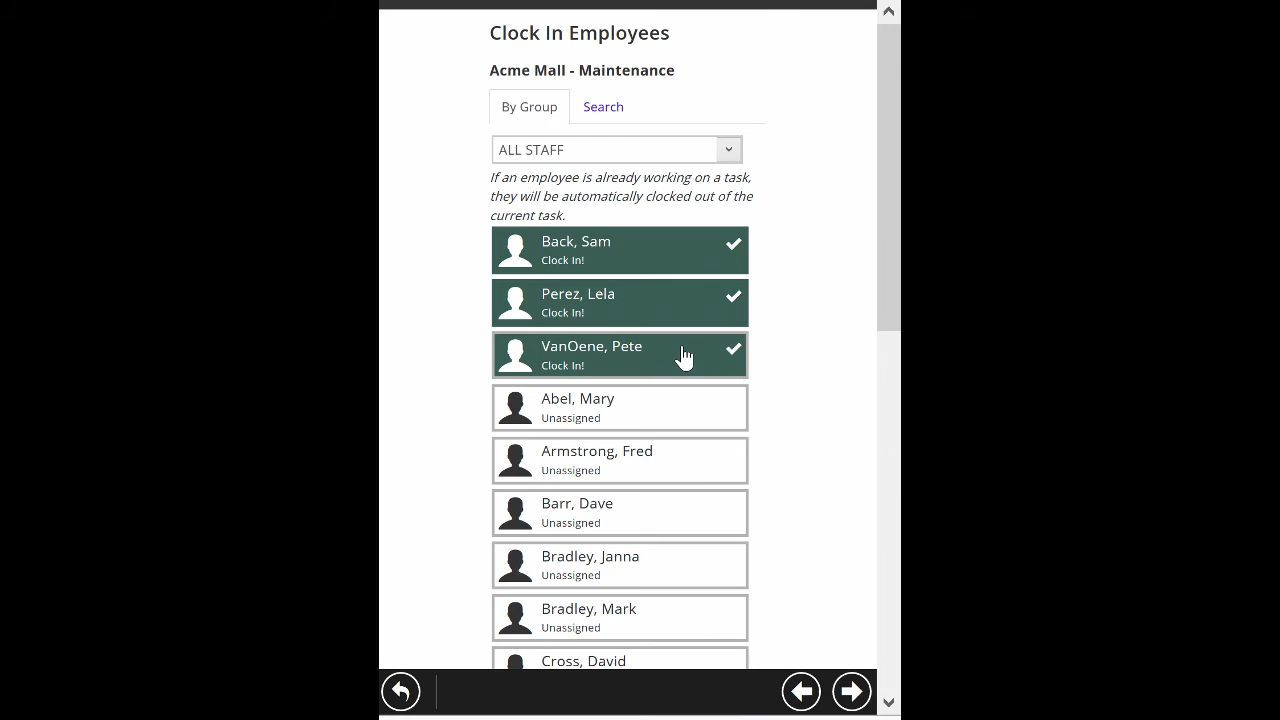 Clock In Employees
Acme Mall - Maintenance
By Group
Search
ALL STAFF
If an employee is already working on a task,
they will be automatically clocked out of the
current task.
Back, Sam
Clock In!
Perez, Lela
Clock In!
VanOene, Pete
Clock In!
Abel, Mary
Unassigned
Armstrong, Fred
Unassigned
Barr, Dave
Unassigned
Bradley, Janna
Unassigned
Bradley, Mark
Unassigned
Cross, David